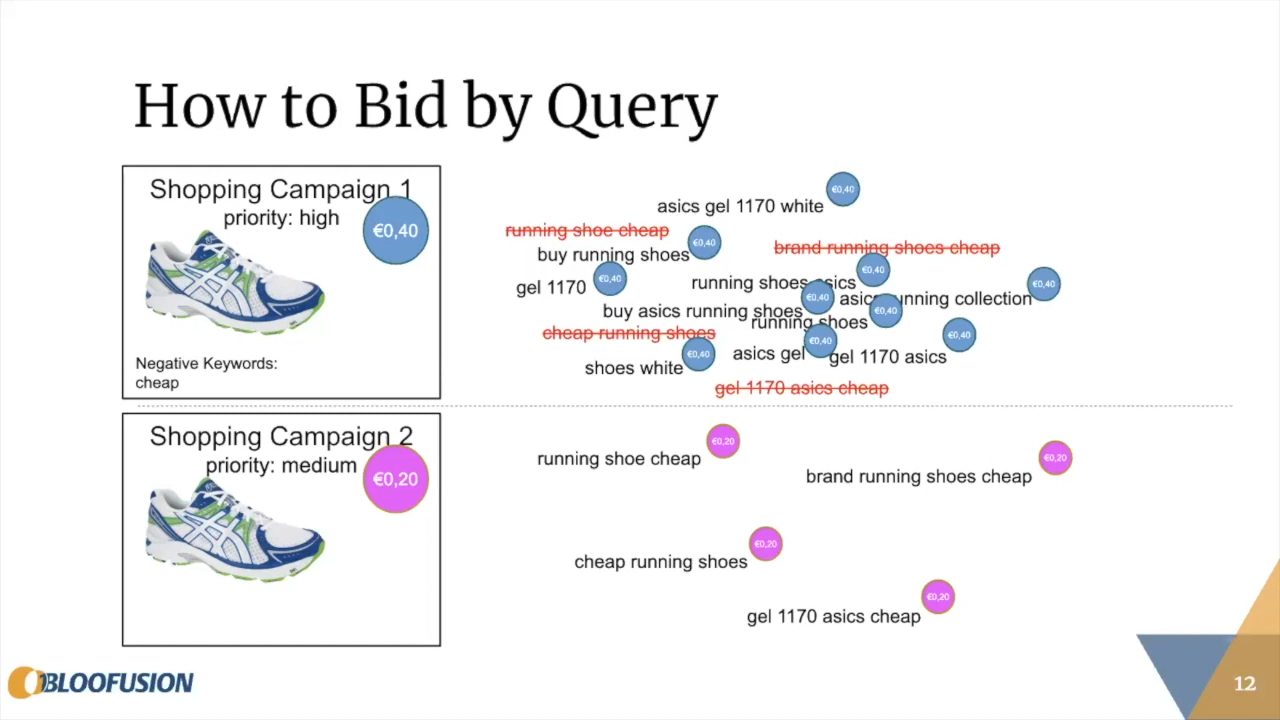 How to Bid by Query
Shopping Campaign 1
priority: high
€0,40
Negative Keywords:
cheap
asics gel 1170 white €0,40
running shoe cheap
buy running shoes €0,40
brand running shoes cheap
gel 1170 €0,40
running shoes asics €0,40
asics running collection €0,40
buy asics running shoes €0,40
running shoes €0,40
cheap running shoes
asics gel €0,40
gel 1170 asics €0,40
shoes white €0,40
gel 1170 asics cheap
Shopping Campaign 2
priority: medium
€0,20
running shoe cheap €0,20
brand running shoes cheap €0,20
cheap running shoes €0,20
gel 1170 asics cheap €0,20
BLOOFUSION
12